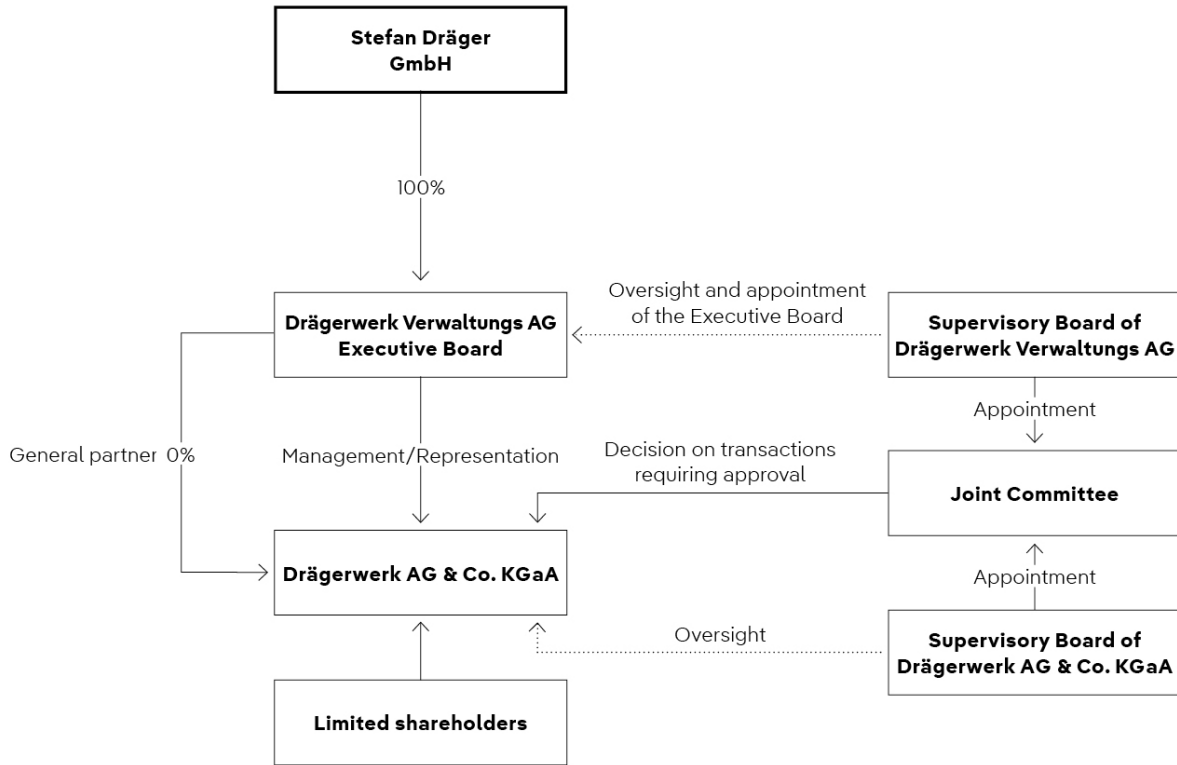 Stefan Dräger
GmbH
100%
Drägerwerk Verwaltungs AG
Executive Board
Oversight and appointment
of the Executive Board
Supervisory Board of
Drägerwerk Verwaltungs AG
Appointment
General partner 0%
Management/Representation
Decision on transactions
requiring approval
Joint Committee
Drägerwerk AG & Co. KGaA
Appointment
Oversight
Supervisory Board of
Drägerwerk AG & Co. KGaA
Limited shareholders